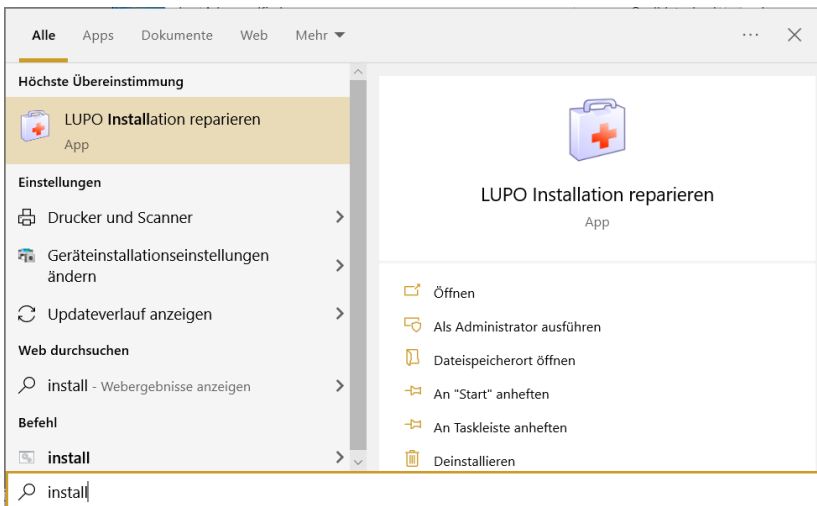 Alle Apps Dokumente Web Mehr
Höchste Übereinstimmung
LUPO Installation reparieren
App
Einstellungen
Drucker und Scanner
Geräteinstallationseinstellungen
ändern
Updateverlauf anzeigen
Web durchsuchen
install - Webergebnisse anzeigen
Befehl
install
LUPO Installation reparieren
App
Öffnen
Als Administrator ausführen
Dateispeicherort öffnen
An "Start" anheften
An Taskleiste anheften
Deinstallieren
install